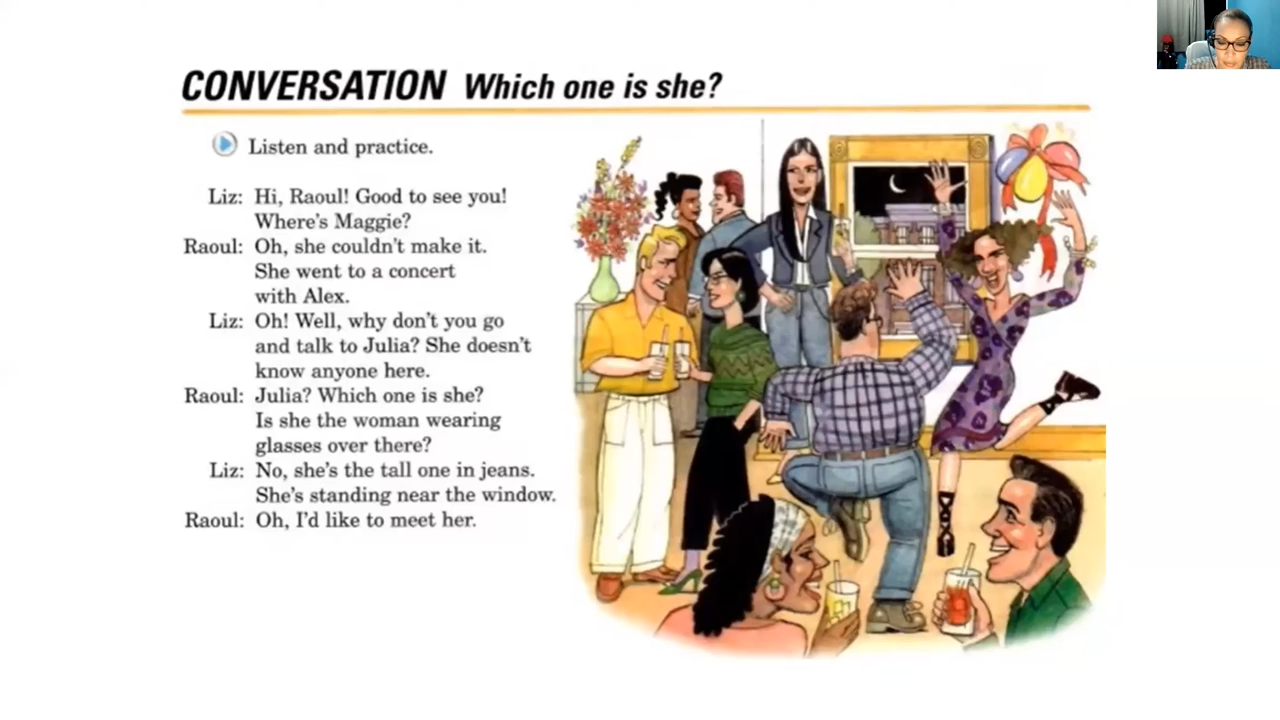 CONVERSATION Which one is she?
Listen and practice.
Liz: Hi, Raoul! Good to see you!
Where's Maggie?
Raoul: Oh, she couldn't make it.
She went to a concert
with Alex.
Liz: Oh! Well, why don't you go
and talk to Julia? She doesn't
know anyone here.
Raoul: Julia? Which one is she?
Is she the woman wearing
glasses over there?
Liz: No, she's the tall one in jeans.
She's standing near the window.
Raoul: Oh, I'd like to meet her.